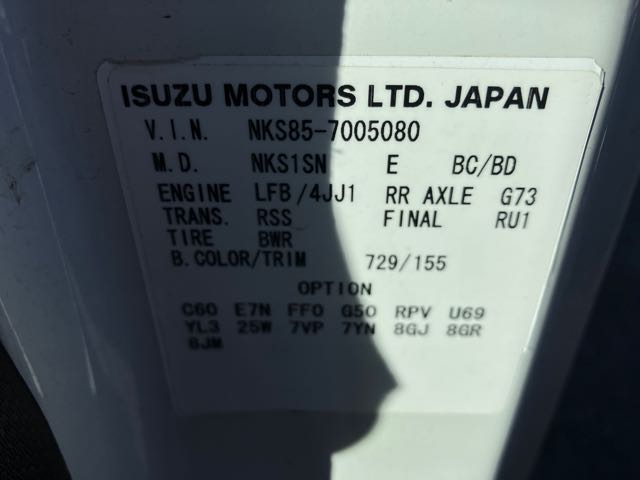 ISUZU MOTORS LTD. JAPAN
V.I.N. NKS85-7005080
M.D. NKS1SN E BC/BD
ENGINE LFB/4JJ1 RR AXLE G73
TRANS. RSS FINAL RU1
TIRE BWR
B.COLOR/TRIM 729/155
OPTION
C60 E7N FF0 G50 RPV U69
YL3 25W 7VP 7YN 8GJ 8GR
8JM